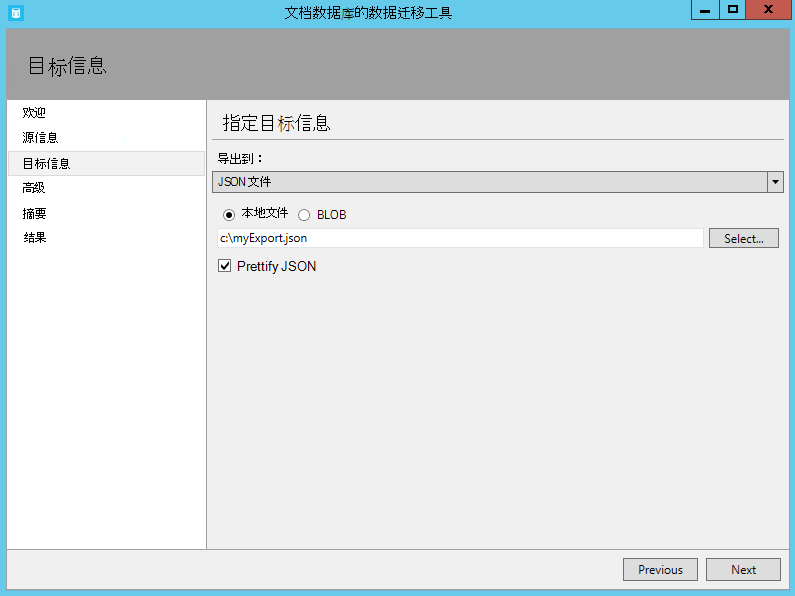 文档数据库的数据迁移工具
目标信息
欢迎
源信息
目标信息
高级
摘要
结果
指定目标信息
导出到：
JSON 文件
本地文件 BLOB
c:\myExport.json Select...
Prettify JSON
Previous Next